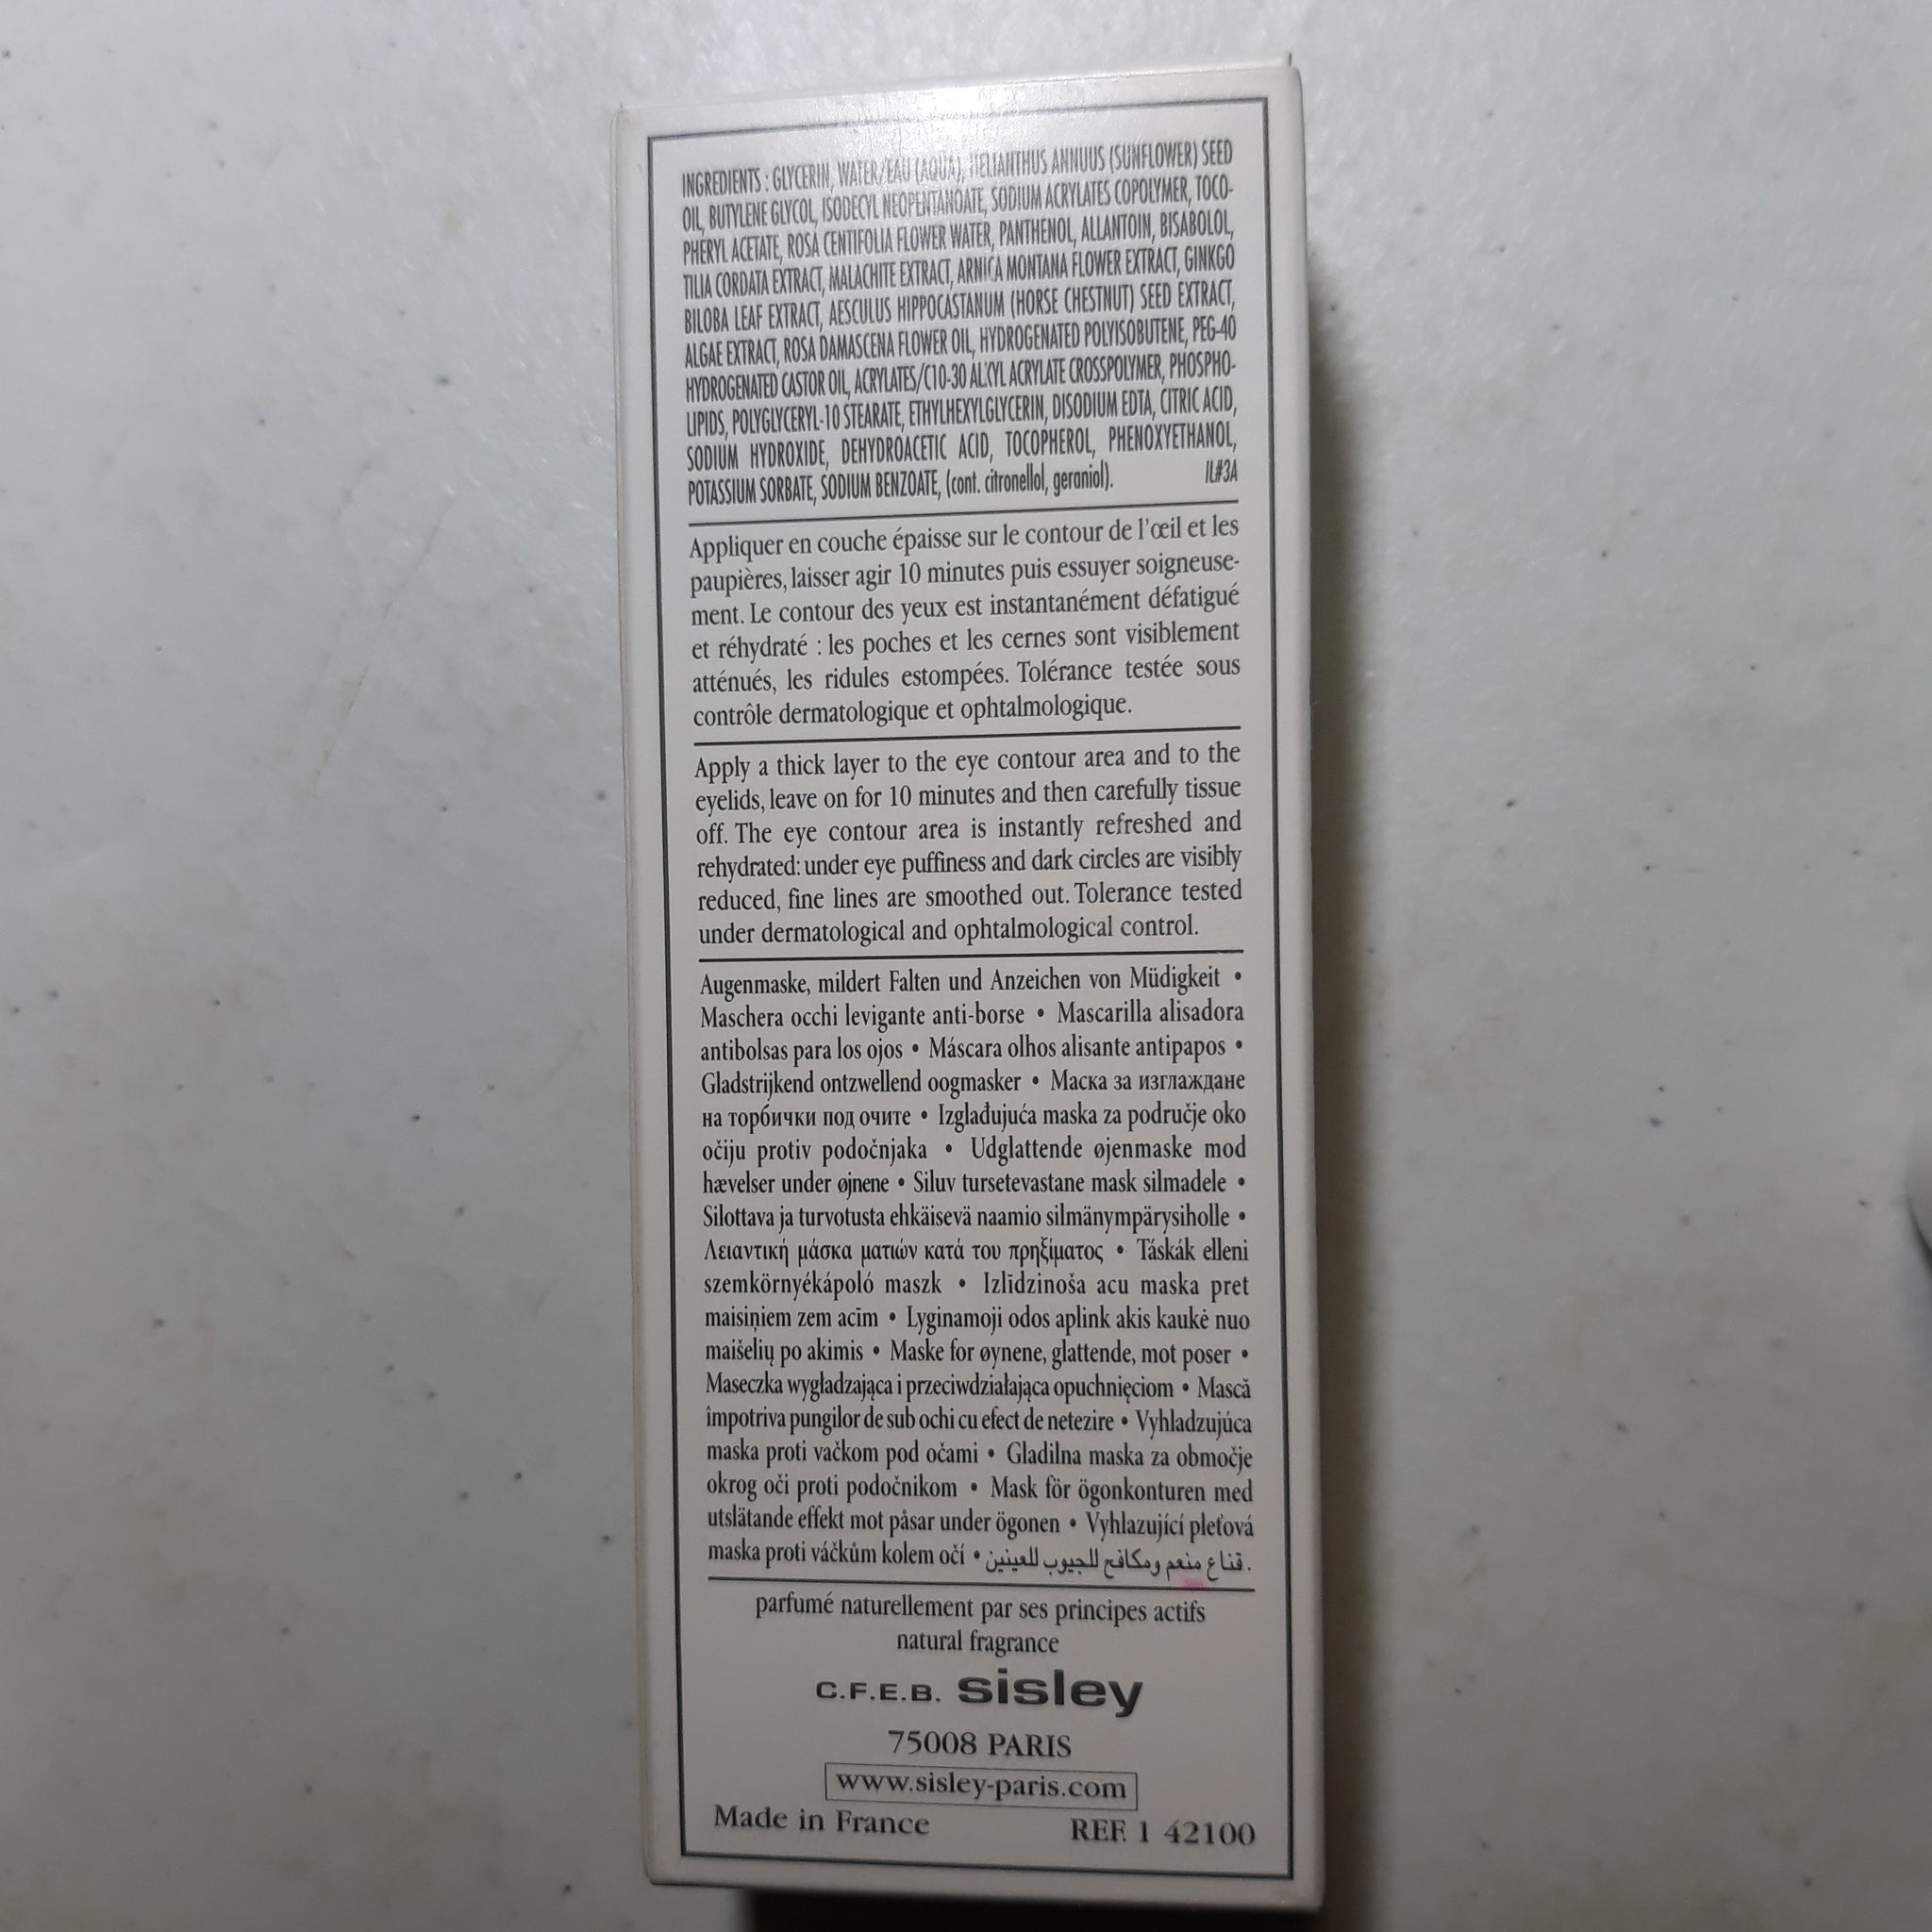 INGREDIENTS : GLYCERIN, WATER/EAU (AQUA), HELIANTHUS ANNUUS (SUNFLOWER) SEED
OIL, BUTYLENE GLYCOL, ISODECYL NEOPENTANOATE, SODIUM ACRYLATES COPOLYMER, TOCO-
PHERYL ACETATE, ROSA CENTIFOLIA FLOWER WATER, PANTHENOL, ALLANTOIN, BISABOLOL,
TILIA CORDATA EXTRACT, MALACHITE EXTRACT, ARNICA MONTANA FLOWER EXTRACT, GINKGO
BILOBA LEAF EXTRACT, AESCULUS HIPPOCASTANUM (HORSE CHESTNUT) SEED EXTRACT,
ALGAE EXTRACT, ROSA DAMASCENA FLOWER OIL, HYDROGENATED POLYISOBUTENE, PEG-40
HYDROGENATED CASTOR OIL, ACRYLATES/C10-30 ALKYL ACRYLATE CROSSPOLYMER, PHOSPHO-
LIPIDS, POLYGLYCERYL-10 STEARATE, ETHYLHEXYLGLYCERIN, DISODIUM EDTA, CITRIC ACID,
SODIUM HYDROXIDE, DEHYDROACETIC ACID, TOCOPHEROL, PHENOXYETHANOL,
POTASSIUM SORBATE, SODIUM BENZOATE, (cont. citronellol, geraniol). IL#3A
Appliquer en couche épaisse sur le contour de l'œil et les
paupières, laisser agir 10 minutes puis essuyer soigneuse-
ment. Le contour des yeux est instantanément défatigué
et réhydraté : les poches et les cernes sont visiblement
atténués, les ridules estompées. Tolérance testée sous
contrôle dermatologique et ophtalmologique.
Apply a thick layer to the eye contour area and to the
eyelids, leave on for 10 minutes and then carefully tissue
off. The eye contour area is instantly refreshed and
rehydrated: under eye puffiness and dark circles are visibly
reduced, fine lines are smoothed out. Tolerance tested
under dermatological and ophtalmological control.
Augenmaske, mildert Falten und Anzeichen von Müdigkeit •
Maschera occhi levigante anti-borse • Mascarilla alisadora
antibolsas para los ojos • Máscara olhos alisante antipapos •
Gladstrijkend ontzwellend oogmasker • Маска за изглаждане
на торбички под очите • Izglađujuća maska za područje oko
očiju protiv podočnjaka • Udglattende øjenmaske mod
hævelser under øjnene • Siluv tursetevastane mask silmadele •
Silottava ja turvotusta ehkäisevä naamio silmänympärysiholle •
Λειαντική μάσκα ματιών κατά του πρηξίματος • Táskák elleni
szemkörnyékápoló maszk • Izlīdzinoša acu maska pret
maisiņiem zem acīm • Lyginamoji odos aplink akis kaukė nuo
maišelių po akimis • Maske for øynene, glattende, mot poser •
Maseczka wygładzająca i przeciwdziałająca opuchnięciom • Mască
împotriva pungilor de sub ochi cu efect de netezire • Vyhladzujúca
maska proti vačkom pod očami • Gladilna maska za območje
okrog oči proti podočnikom • Mask för ögonkonturen med
utslätande effekt mot påsar under ögonen • Vyhlazující pleťová
maska proti váčkům kolem očí • قناع منعم ومكافح للجيوب للعينين.
parfumé naturellement par ses principes actifs
natural fragrance
C.F.E.B. sisley
75008 PARIS
www.sisley-paris.com
Made in France REF. 1 42100